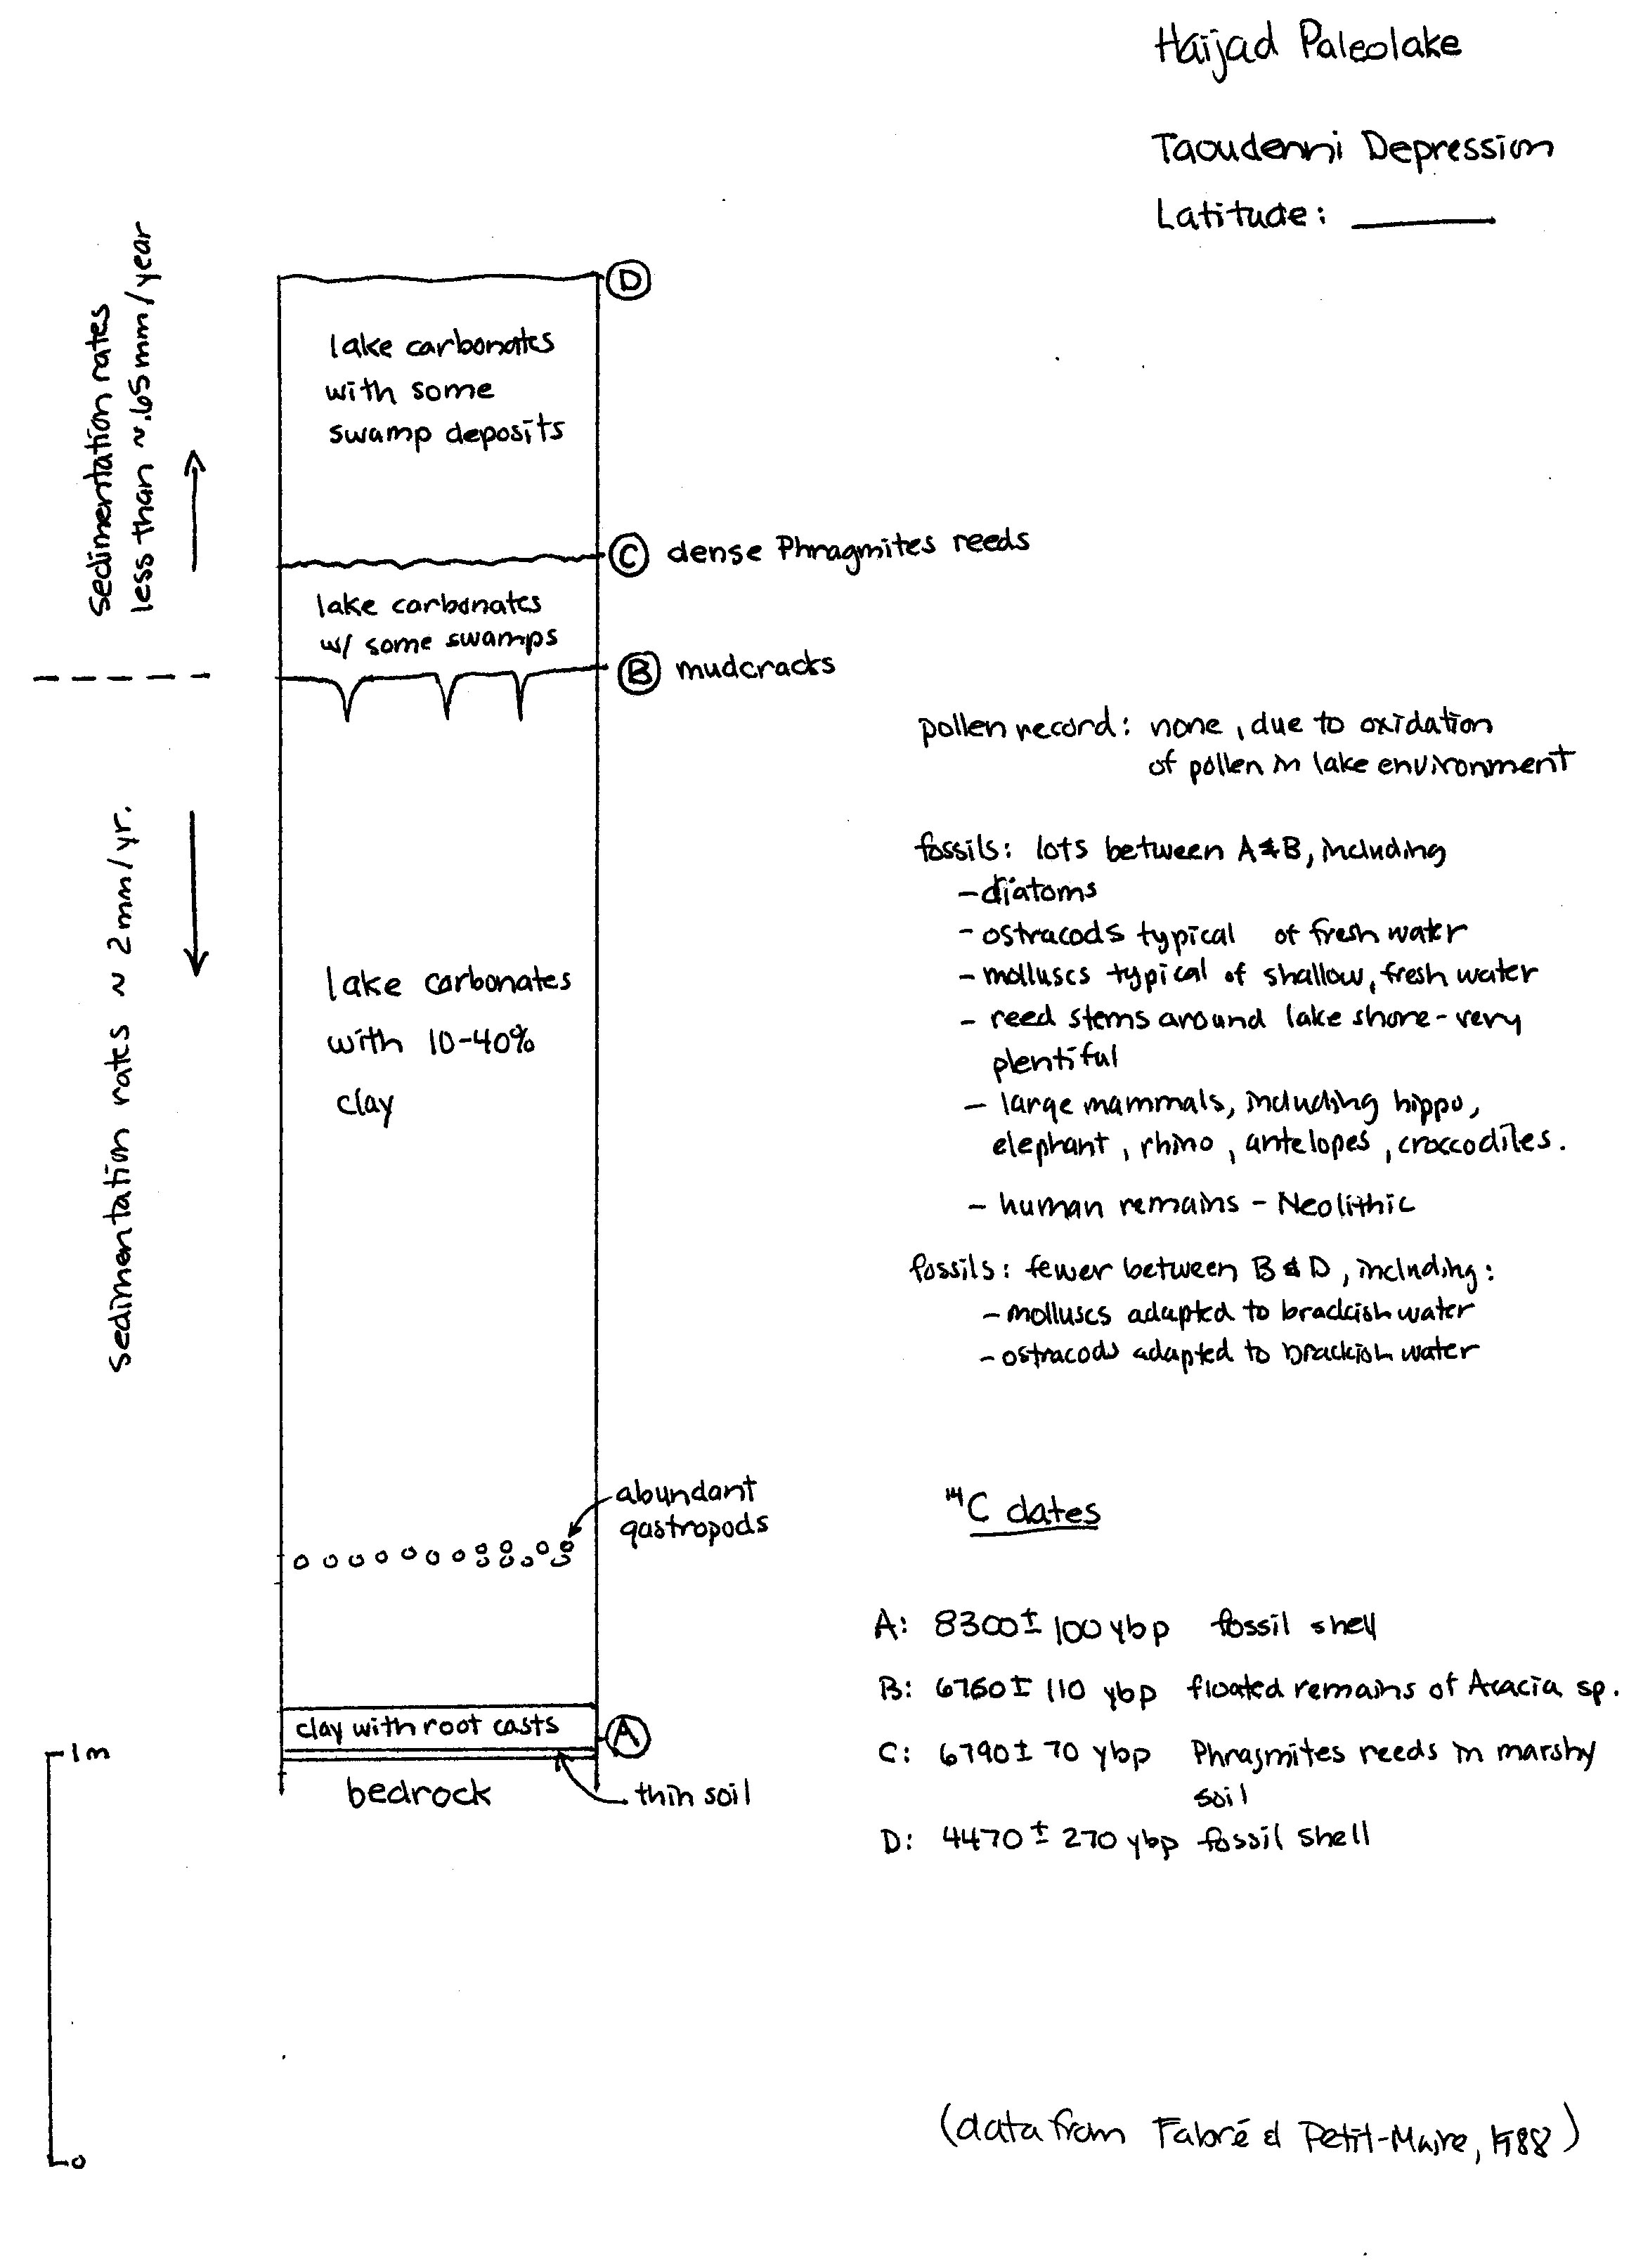 Haijad Paleolake
Taoudenni Depression
Latitude: ______
sedimentation rates
less than ~.65mm/year
sedimentation rates ~ 2mm/yr.
D
lake carbonates
with some
swamp deposits
C dense Phragmites reeds
lake carbonates
w/ some swamps
B mudcracks
lake carbonates
with 10-40%
clay
abundant
gastropods
clay with root casts
A
thin soil
bedrock
1m
0
pollen record: none, due to oxidation
of pollen in lake environment
fossils: lots between A & B, including
- diatoms
- ostracods typical of fresh water
- molluscs typical of shallow, fresh water
- reed stems around lake shore - very
plentiful
- large mammals, including hippo,
elephant, rhino, antelopes, croccodiles.
- human remains - Neolithic
fossils: fewer between B & D, including:
- molluscs adapted to brackish water
- ostracods adapted to brackish water
14C dates
A: 8300 ± 100 ybp fossil shell
B: 6760 ± 110 ybp floated remains of Acacia sp.
C: 6790 ± 70 ybp Phragmites reeds in marshy
soil
D: 4470 ± 270 ybp fossil shell
(data from Fabré & Petit-Maire, 1988)